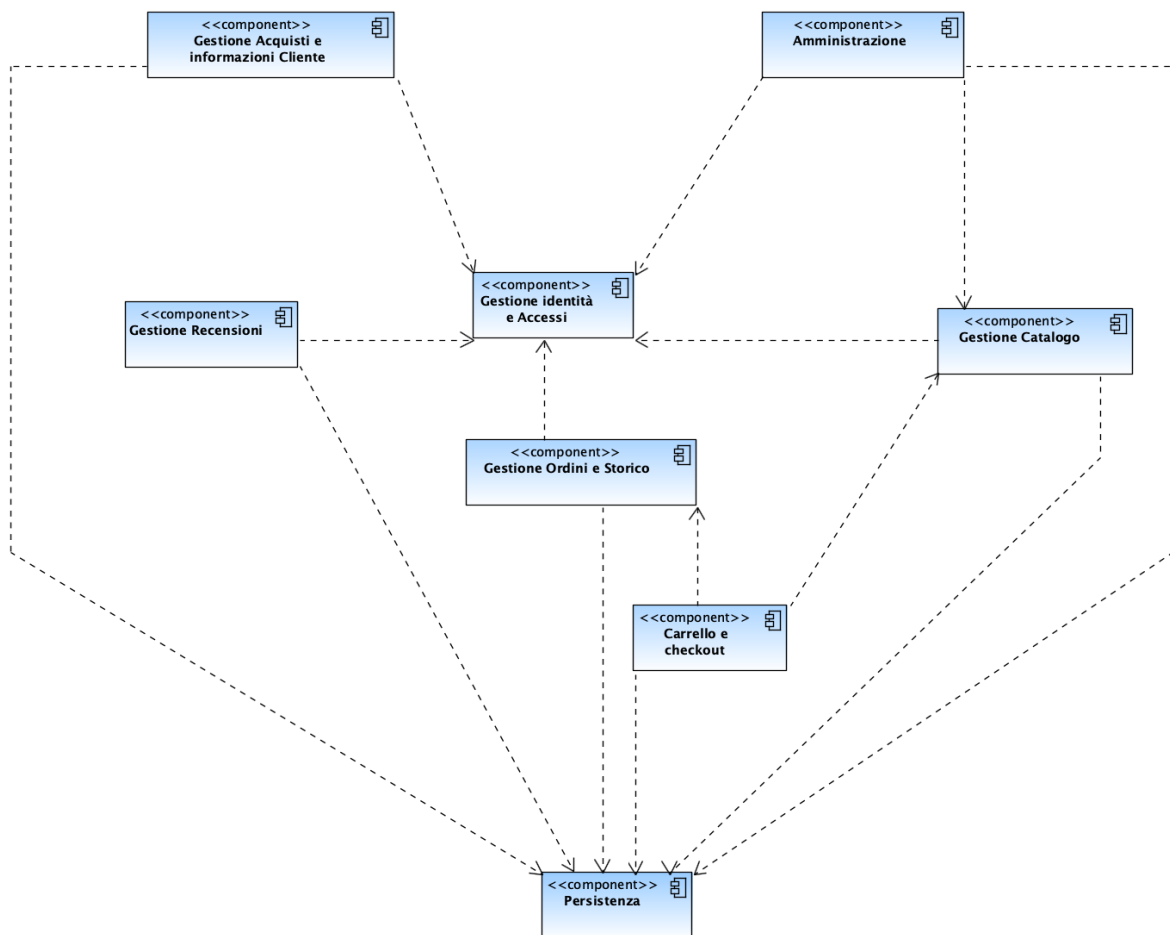 <<component>>
Gestione Acquisti e
informazioni Cliente
<<component>>
Amministrazione
<<component>>
Gestione identità
e Accessi
<<component>>
Gestione Recensioni
<<component>>
Gestione Catalogo
<<component>>
Gestione Ordini e Storico
<<component>>
Carrello e
checkout
<<component>>
Persistenza